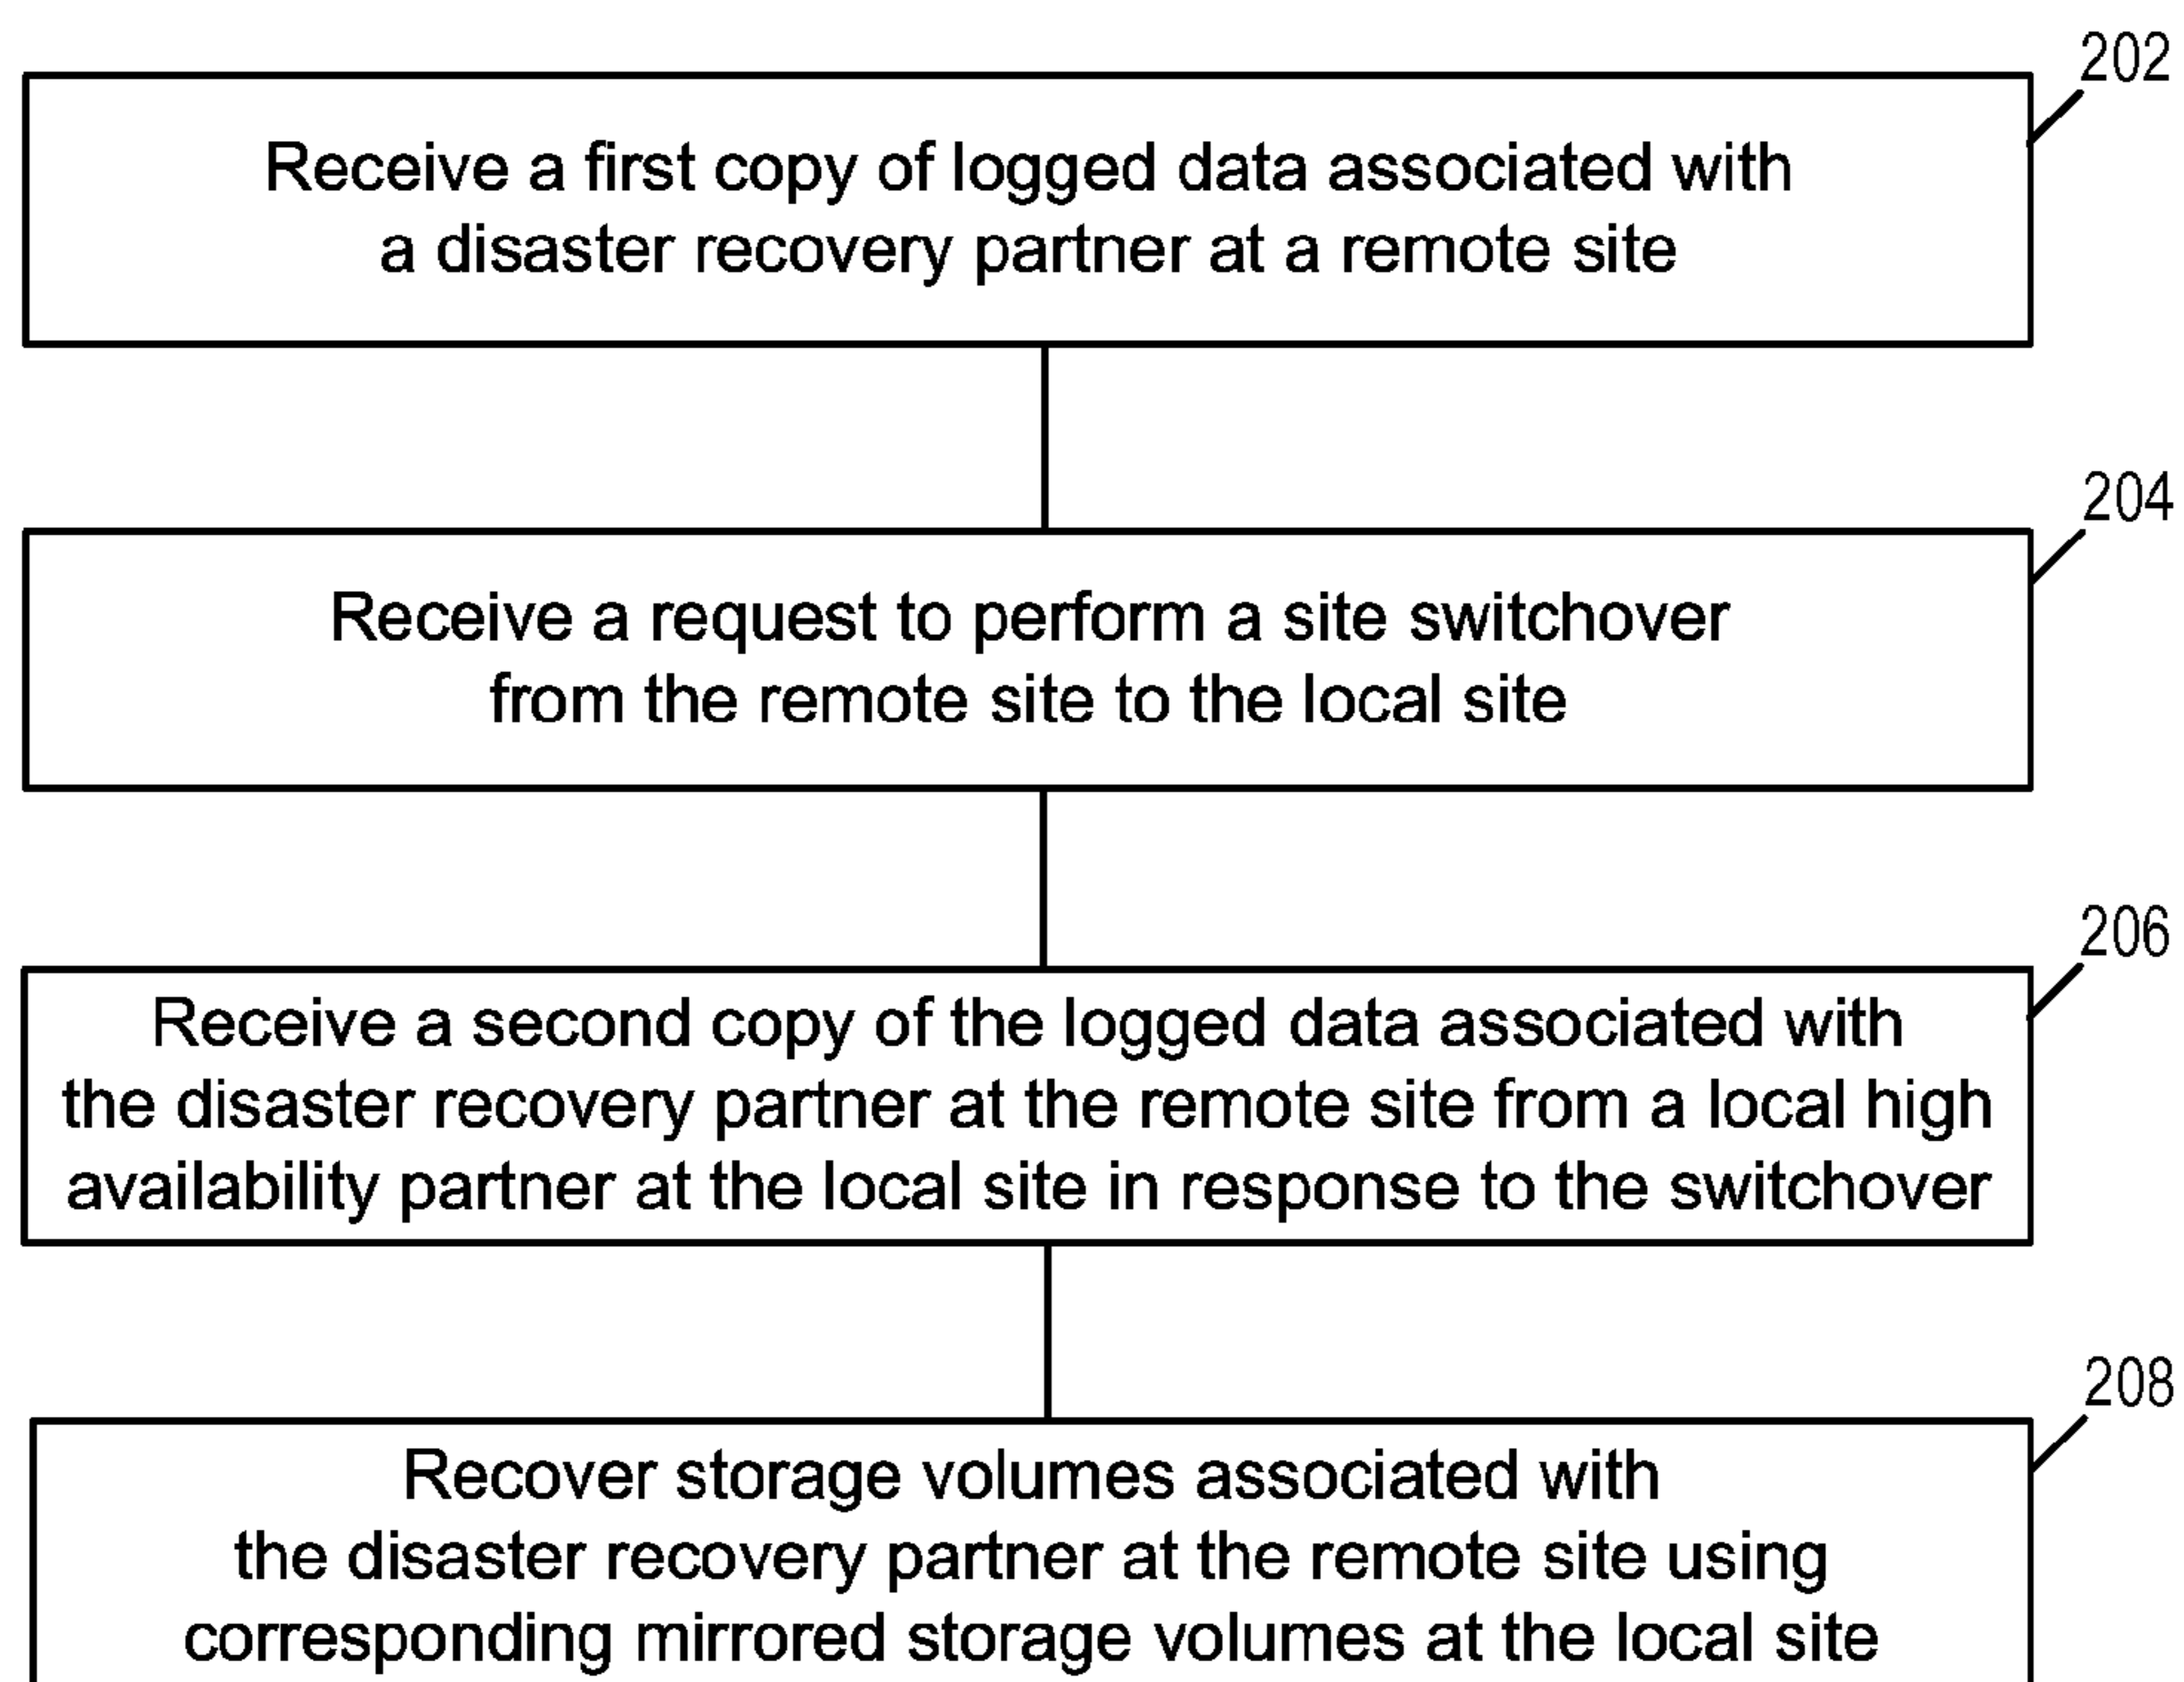 202
Receive a first copy of logged data associated with
a disaster recovery partner at a remote site
204
Receive a request to perform a site switchover
from the remote site to the local site
206
Receive a second copy of the logged data associated with
the disaster recovery partner at the remote site from a local high
availability partner at the local site in response to the switchover
208
Recover storage volumes associated with
the disaster recovery partner at the remote site using
corresponding mirrored storage volumes at the local site